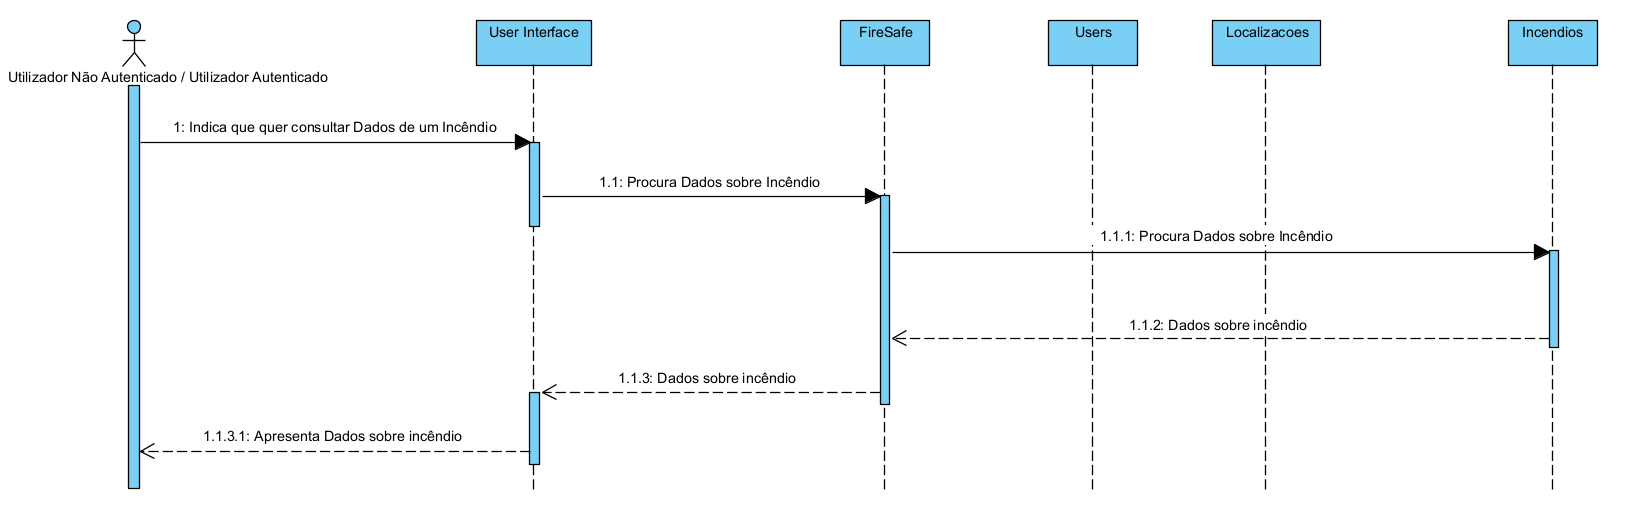 User Interface
FireSafe
Users
Localizacoes
Incendios
Utilizador Não Autenticado / Utilizador Autenticado
1: Indica que quer consultar Dados de um Incêndio
1.1: Procura Dados sobre Incêndio
1.1.1: Procura Dados sobre Incêndio
1.1.2: Dados sobre incêndio
1.1.3: Dados sobre incêndio
1.1.3.1: Apresenta Dados sobre incêndio